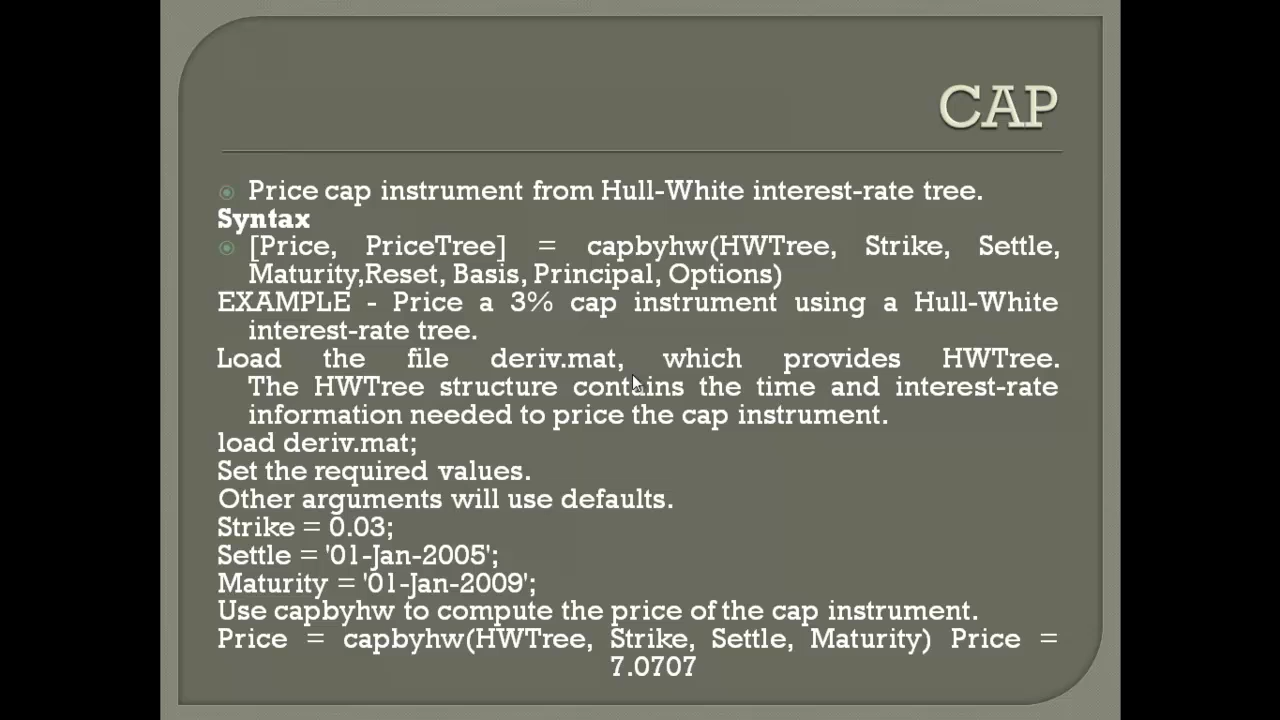 CAP
Price cap instrument from Hull-White interest-rate tree.
Syntax
[Price, PriceTree] = capbyhw(HWTree, Strike, Settle,
Maturity,Reset, Basis, Principal, Options)
EXAMPLE - Price a 3% cap instrument using a Hull-White
interest-rate tree.
Load the file deriv.mat, which provides HWTree.
The HWTree structure contains the time and interest-rate
information needed to price the cap instrument.
load deriv.mat;
Set the required values.
Other arguments will use defaults.
Strike = 0.03;
Settle = '01-Jan-2005';
Maturity = '01-Jan-2009';
Use capbyhw to compute the price of the cap instrument.
Price = capbyhw(HWTree, Strike, Settle, Maturity) Price =
7.0707